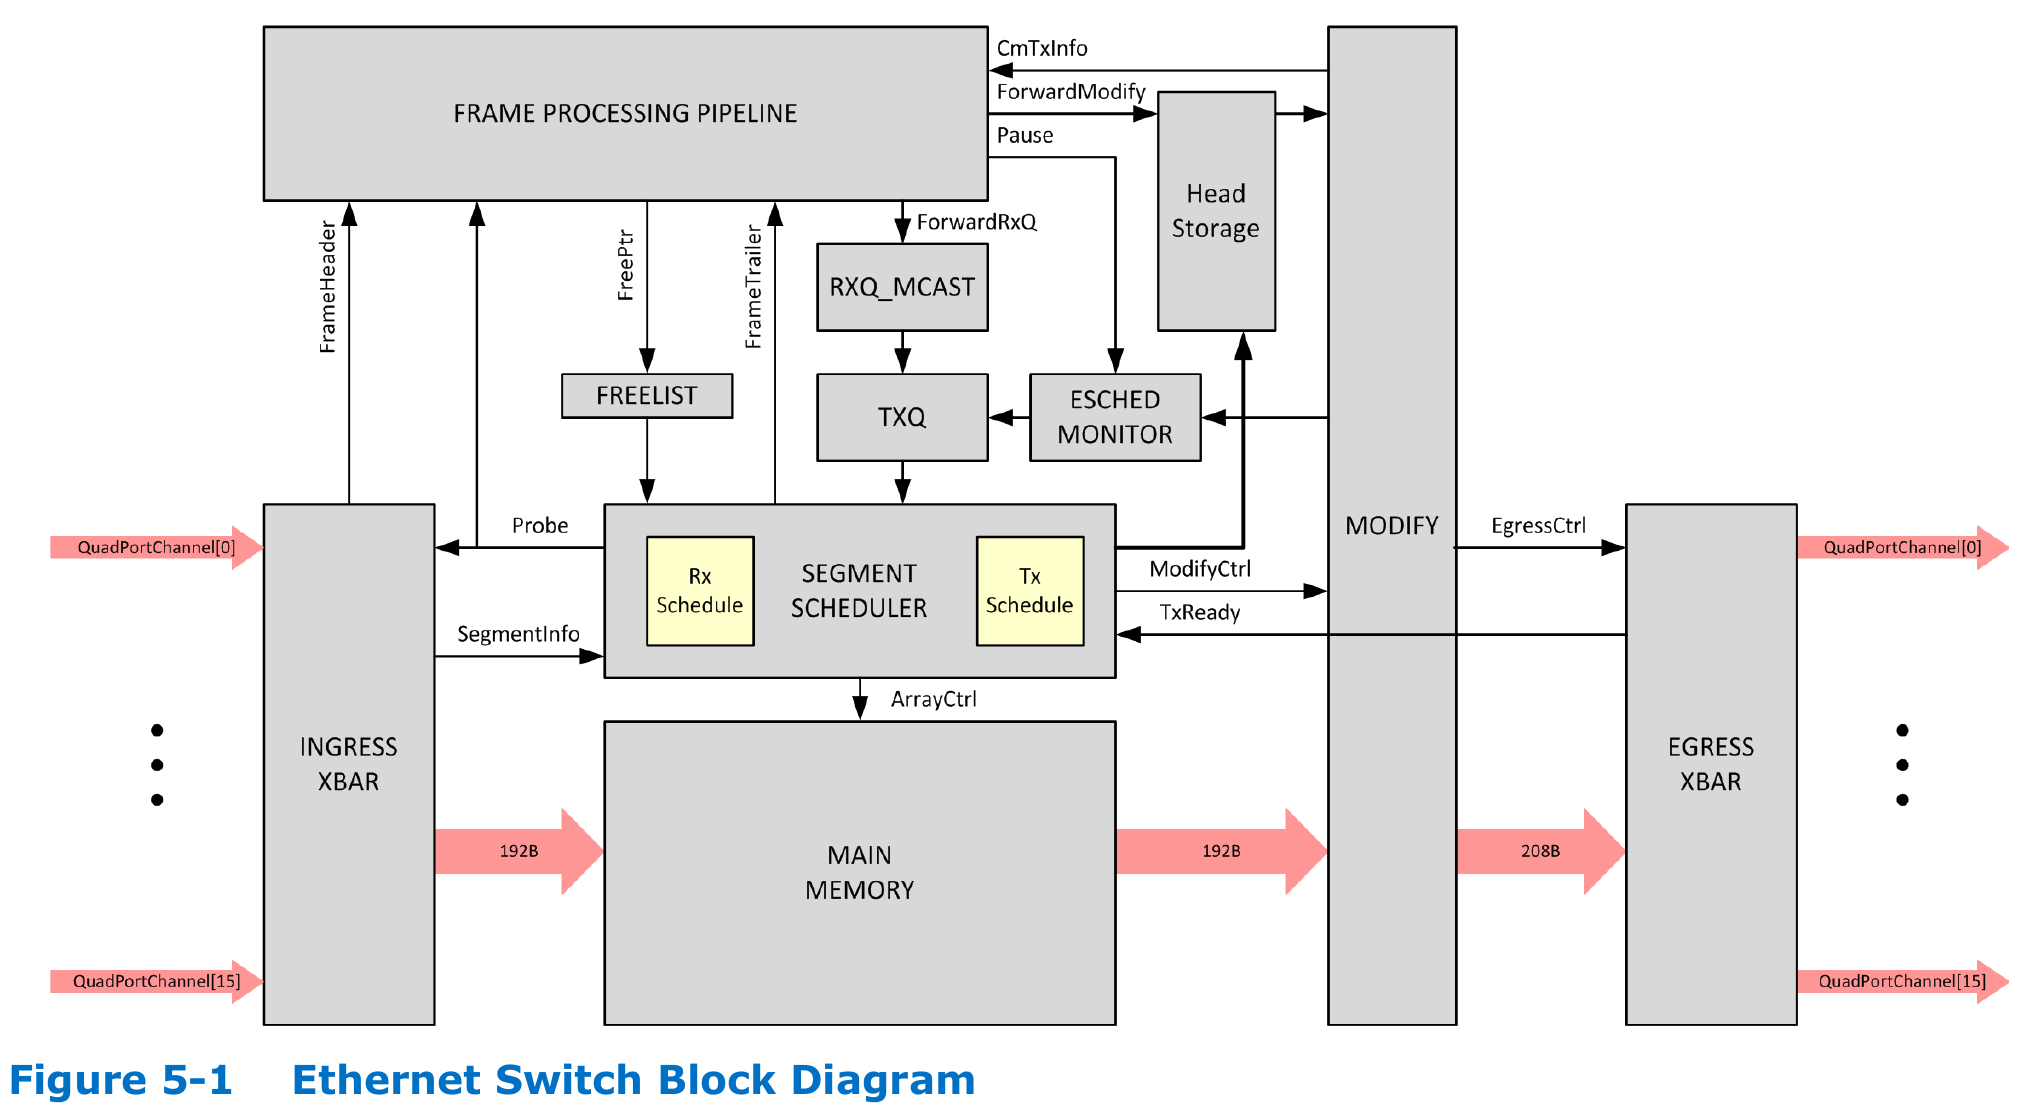 CmTxInfo
FRAME PROCESSING PIPELINE
ForwardModify
Pause
Head
Storage
FrameHeader
FreePtr
FrameTrailer
ForwardRxQ
RXQ_MCAST
FREELIST
TXQ
ESCHED
MONITOR
MODIFY
QuadPortChannel[0]
Probe
Rx
Schedule
SEGMENT
SCHEDULER
Tx
Schedule
ModifyCtrl
TxReady
EgressCtrl
QuadPortChannel[0]
SegmentInfo
ArrayCtrl
INGRESS
XBAR
EGRESS
XBAR
192B
MAIN
MEMORY
192B
208B
QuadPortChannel[15]
QuadPortChannel[15]
Figure 5-1 Ethernet Switch Block Diagram